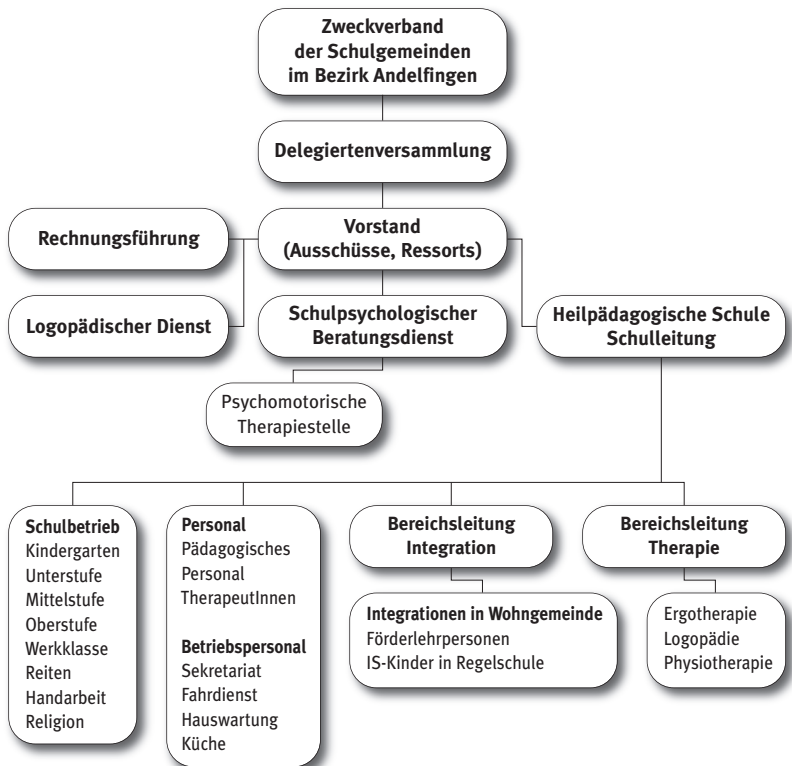 Zweckverband
der Schulgemeinden
im Bezirk Andelfingen
Delegiertenversammlung
Rechnungsführung
Vorstand
(Ausschüsse, Ressorts)
Logopädischer Dienst
Schulpsychologischer
Beratungsdienst
Heilpädagogische Schule
Schulleitung
Psychomotorische
Therapiestelle
Schulbetrieb
Kindergarten
Unterstufe
Mittelstufe
Oberstufe
Werkklasse
Reiten
Handarbeit
Religion
Personal
Pädagogisches
Personal
TherapeutInnen
Betriebspersonal
Sekretariat
Fahrdienst
Hauswartung
Küche
Bereichsleitung
Integration
Integrationen in Wohngemeinde
Förderlehrpersonen
IS-Kinder in Regelschule
Bereichsleitung
Therapie
Ergotherapie
Logopädie
Physiotherapie